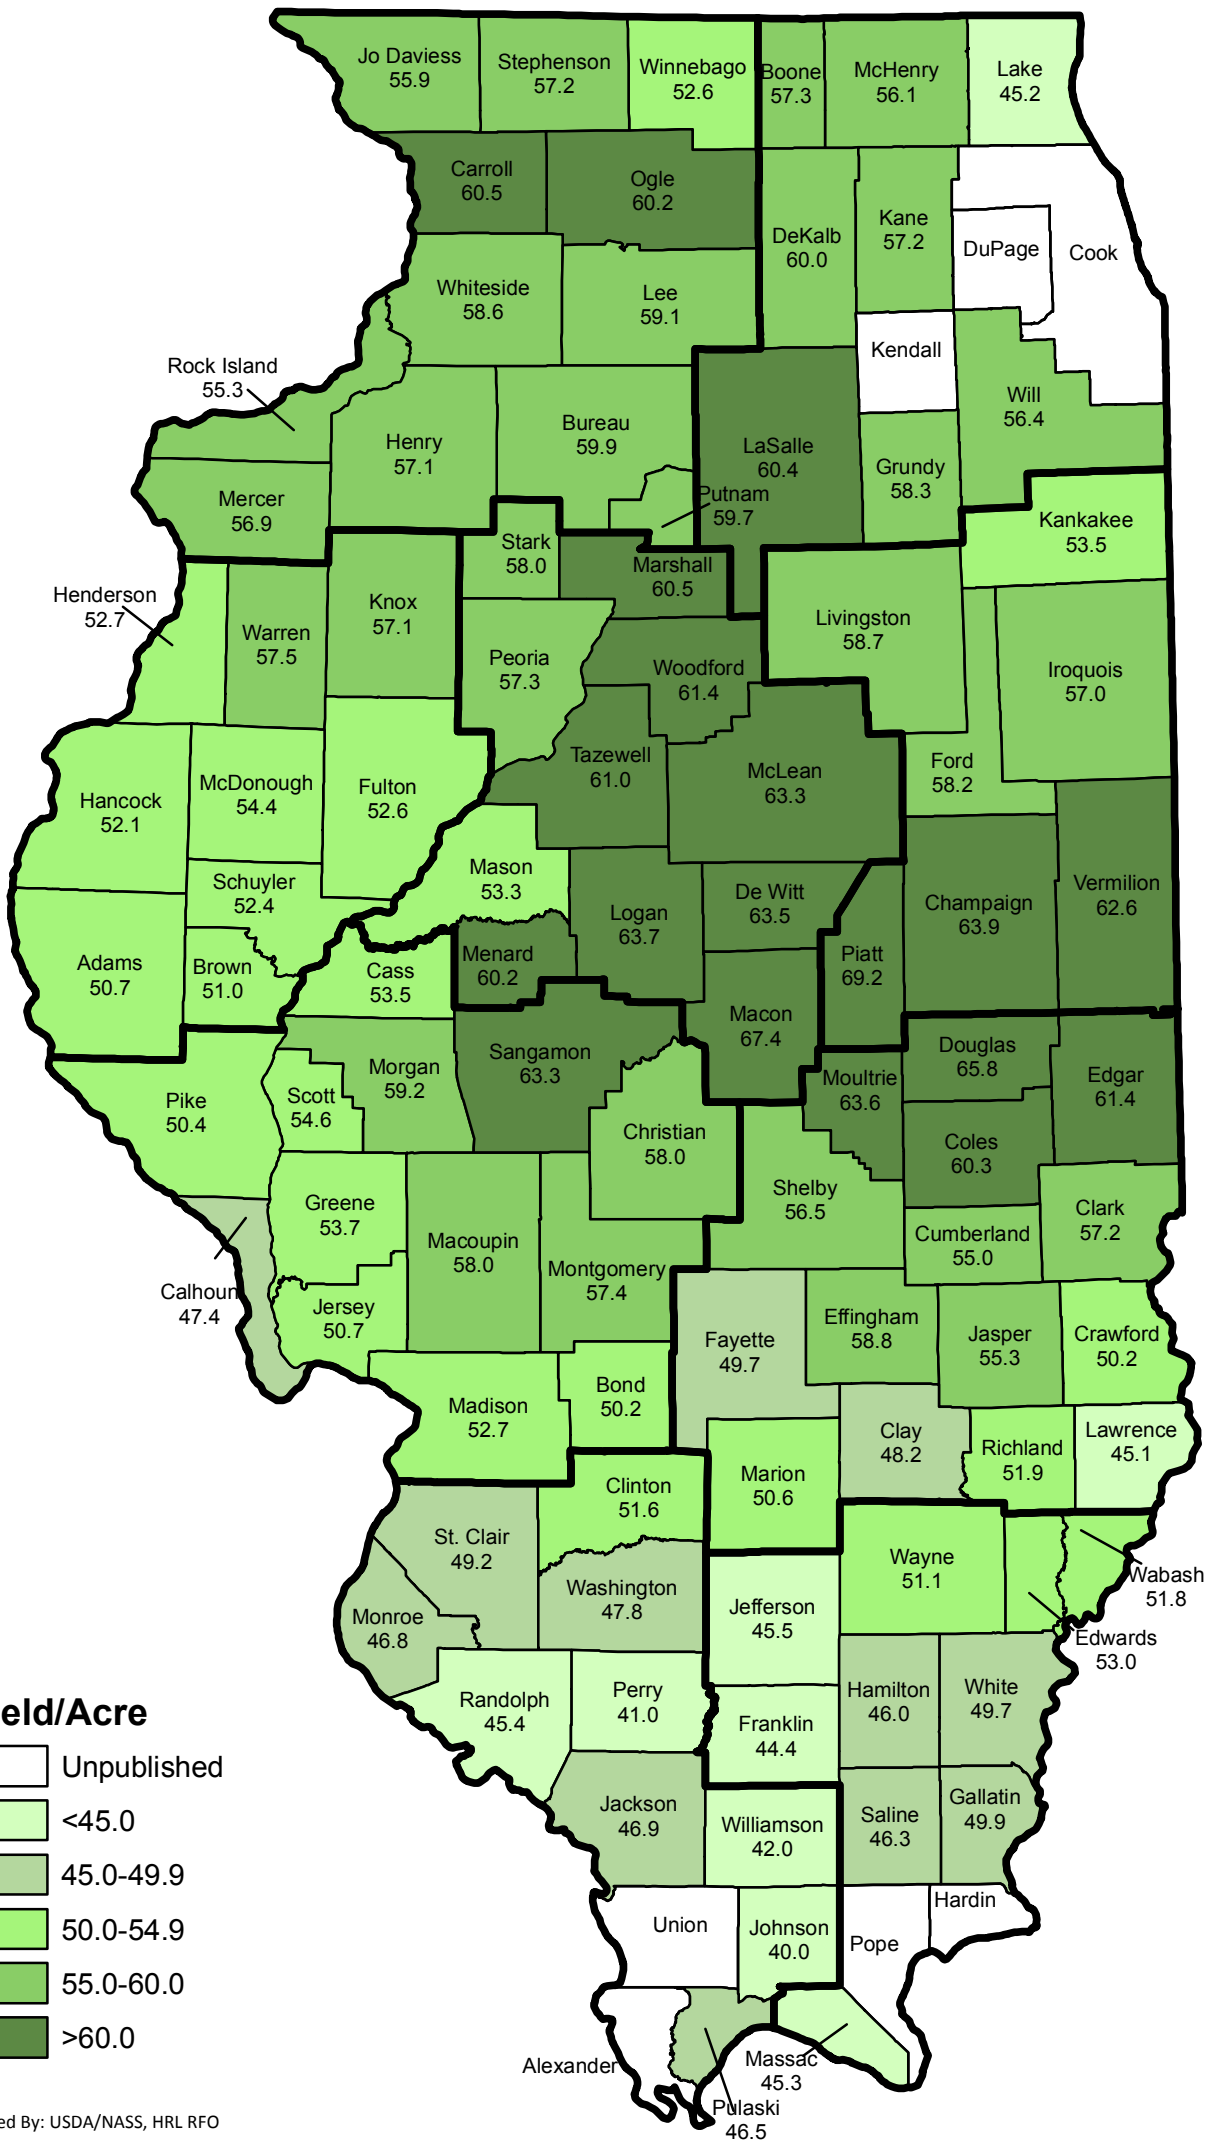 Jo Daviess
55.9
Stephenson
57.2
Winnebago
52.6
Boone
57.3
McHenry
56.1
Lake
45.2
Carroll
60.5
Ogle
60.2
DeKalb
60.0
Kane
57.2
DuPage
Cook
Whiteside
58.6
Lee
59.1
Kendall
Rock Island
55.3
Will
56.4
Henry
57.1
Bureau
59.9
LaSalle
60.4
Grundy
58.3
Mercer
56.9
Putnam
59.7
Kankakee
53.5
Stark
58.0
Marshall
60.5
Henderson
52.7
Warren
57.5
Knox
57.1
Livingston
58.7
Peoria
57.3
Woodford
61.4
Iroquois
57.0
Tazewell
61.0
McLean
63.3
Ford
58.2
Hancock
52.1
McDonough
54.4
Fulton
52.6
Mason
53.3
Schuyler
52.4
Logan
63.7
De Witt
63.5
Champaign
63.9
Vermilion
62.6
Adams
50.7
Brown
51.0
Cass
53.5
Menard
60.2
Piatt
69.2
Macon
67.4
Sangamon
63.3
Morgan
59.2
Scott
54.6
Pike
50.4
Christian
58.0
Moultrie
63.6
Douglas
65.8
Edgar
61.4
Coles
60.3
Shelby
56.5
Greene
53.7
Macoupin
58.0
Montgomery
57.4
Cumberland
55.0
Clark
57.2
Calhoun
47.4
Jersey
50.7
Fayette
49.7
Effingham
58.8
Jasper
55.3
Crawford
50.2
Madison
52.7
Bond
50.2
Clay
48.2
Richland
51.9
Lawrence
45.1
Clinton
51.6
Marion
50.6
St. Clair
49.2
Washington
47.8
Wayne
51.1
Wabash
51.8
Monroe
46.8
Jefferson
45.5
Edwards
53.0
Randolph
45.4
Perry
41.0
Franklin
44.4
Hamilton
46.0
White
49.7
Jackson
46.9
Williamson
42.0
Saline
46.3
Gallatin
49.9
Union
Johnson
40.0
Pope
Hardin
Alexander
Massac
45.3
Pulaski
46.5
eld/Acre
Unpublished
<45.0
45.0-49.9
50.0-54.9
55.0-60.0
>60.0
ed By: USDA/NASS, HRL RFO